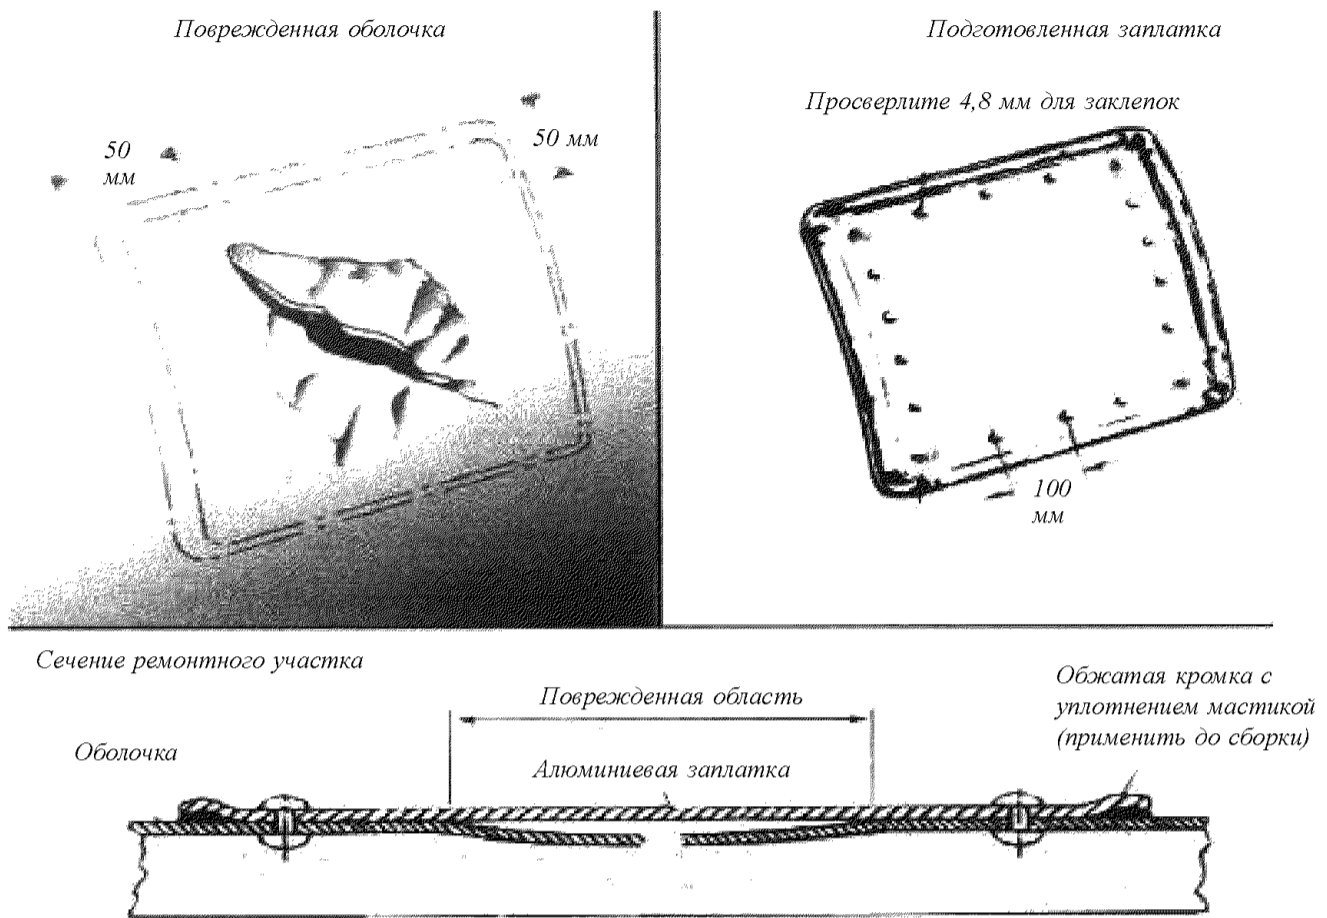 Поврежденная оболочка
50
мм
50 мм
Подготовленная заплатка
Просверлите 4,8 мм для заклепок
100
мм
Сечение ремонтного участка
Поврежденная область
Обжатая кромка с
уплотнением мастикой
(применить до сборки)
Оболочка
Алюминиевая заплатка